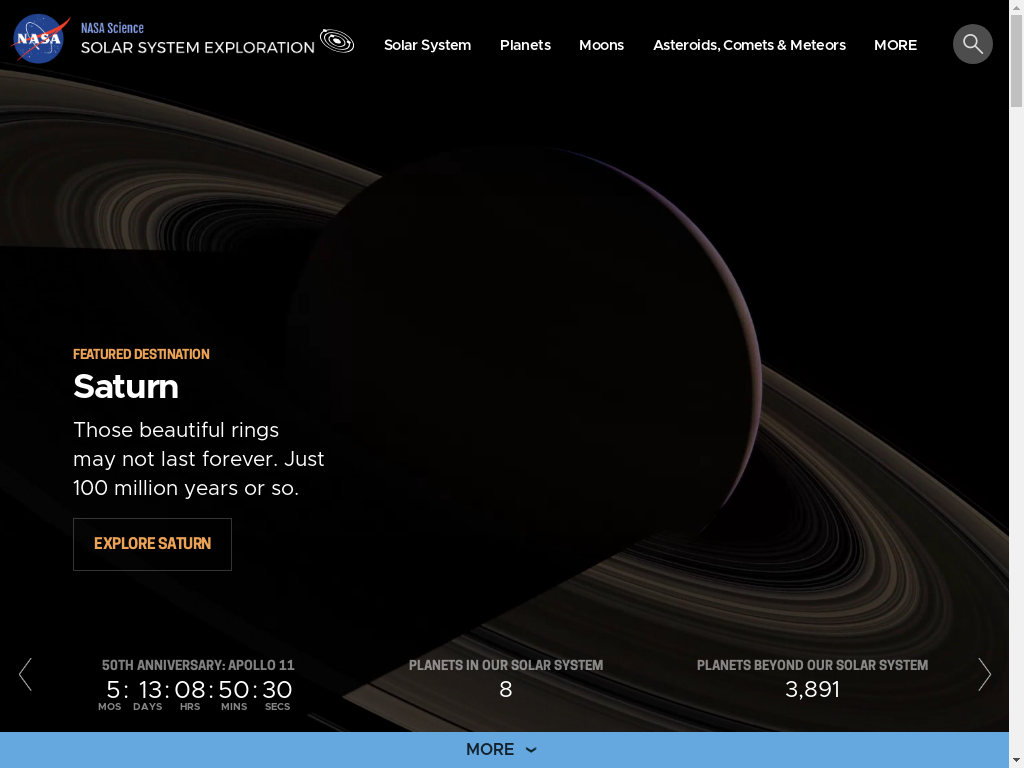 NASA
NASA Science
SOLAR SYSTEM EXPLORATION
Solar System
Planets
Moons
Asteroids, Comets & Meteors
MORE
FEATURED DESTINATION
Saturn
Those beautiful rings
may not last forever. Just
100 million years or so.
EXPLORE SATURN
50TH ANNIVERSARY: APOLLO 11
5 : 13 : 08 : 50 : 30
MOS DAYS HRS MINS SECS
PLANETS IN OUR SOLAR SYSTEM
8
PLANETS BEYOND OUR SOLAR SYSTEM
3,891
MORE